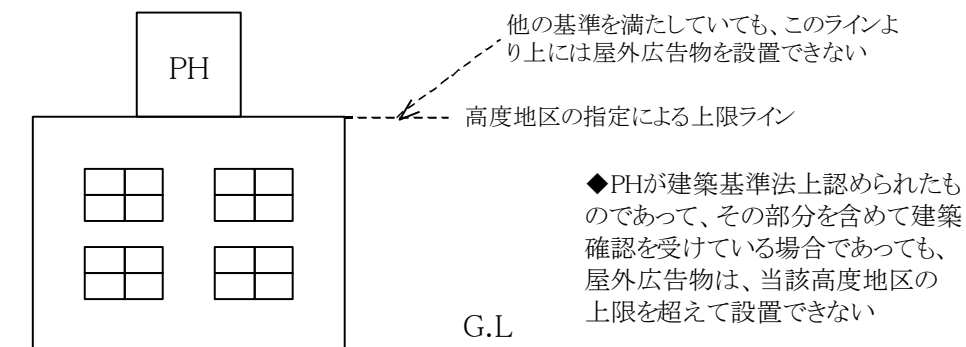 他の基準を満たしていても、このラインよ
り上には屋外広告物を設置できない
PH
高度地区の指定による上限ライン
◆PHが建築基準法上認められたも
のであって、その部分を含めて建築
確認を受けている場合であっても、
屋外広告物は、当該高度地区の
上限を超えて設置できない
G.L